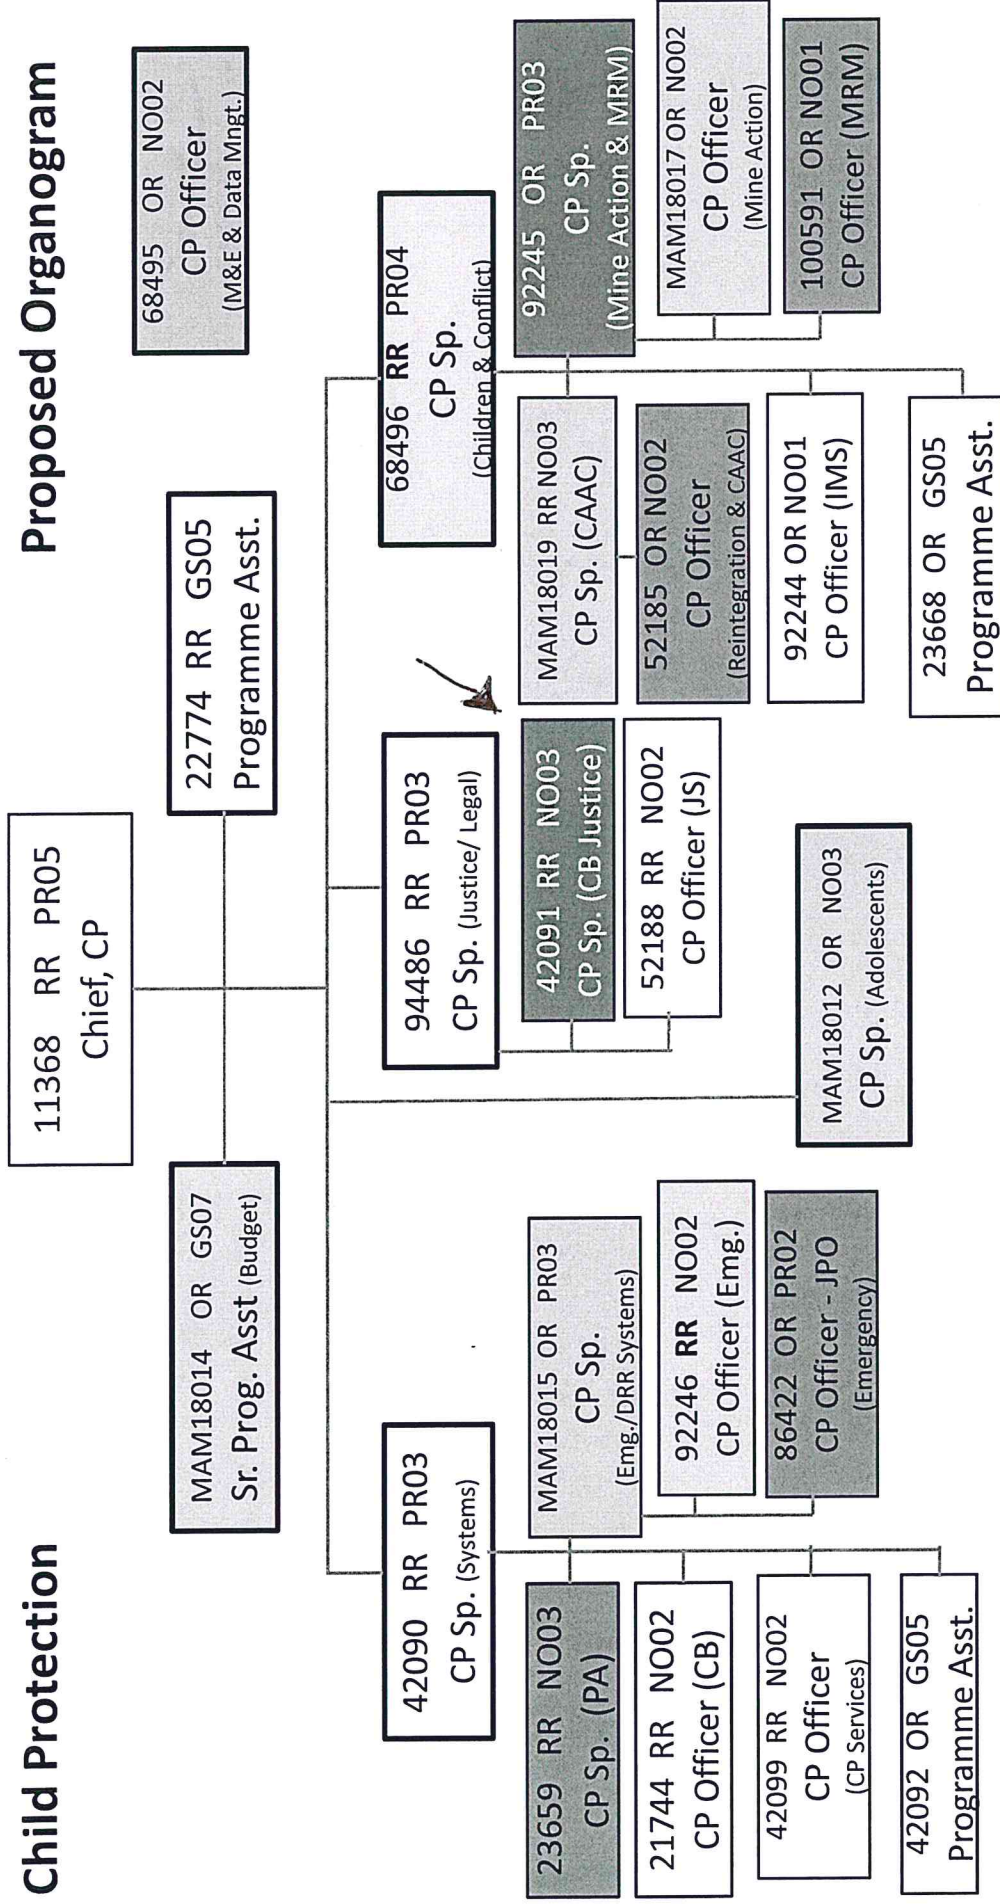 Child Protection
Proposed Organogram
11368 RR PR05
Chief, CP
68495 OR NO02
CP Officer
(M&E & Data Mngt.)
MAM18014 OR GS07
Sr. Prog. Asst (Budget)
22774 RR GS05
Programme Asst.
42090 RR PR03
CP Sp. (Systems)
94486 RR PR03
CP Sp. (Justice/ Legal)
68496 RR PR04
CP Sp.
(Children & Conflict)
23659 RR NO03
CP Sp. (PA)
21744 RR NO02
CP Officer (CB)
42099 RR NO02
CP Officer
(CP Services)
42092 OR GS05
Programme Asst.
MAM18015 OR PR03
CP Sp.
(Emg./DRR Systems)
92246 RR NO02
CP Officer (Emg.)
86422 OR PR02
CP Officer - JPO
(Emergency)
MAM18012 OR NO03
CP Sp. (Adolescents)
42091 RR NO03
CP Sp. (CB Justice)
52188 RR NO02
CP Officer (JS)
MAM18019 RR NO03
CP Sp. (CAAC)
52185 OR NO02
CP Officer
(Reintegration & CAAC)
92244 OR NO01
CP Officer (IMS)
23668 OR GS05
Programme Asst.
92245 OR PR03
CP Sp.
(Mine Action & MRM)
MAM18017 OR NO02
CP Officer
(Mine Action)
100591 OR NO01
CP Officer (MRM)